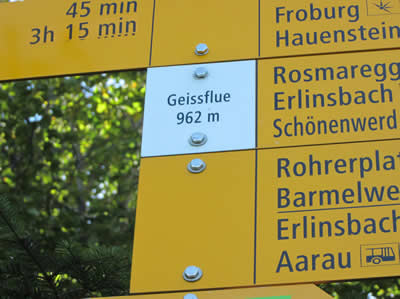 45 min
3h 15 min
Froburg
Hauenstein
Geissflue
962 m
Rosmaregg
Erlinsbach
Schönenwerd
Rohrerplat
Barmelwe
Erlinsbach
Aarau